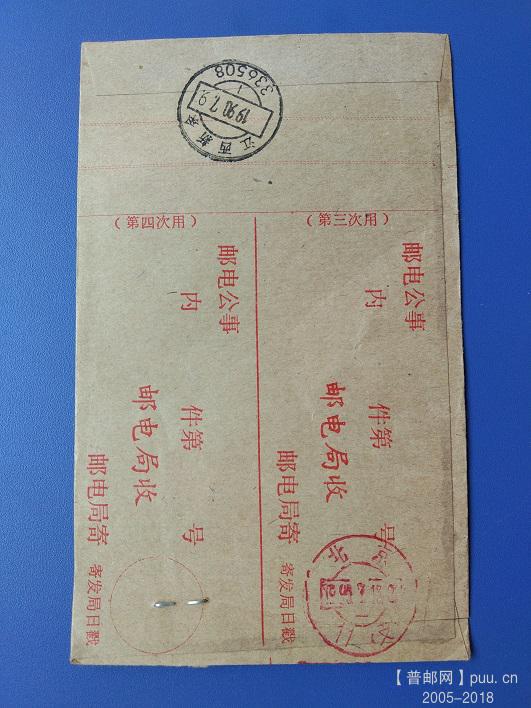 336508
1
1990.7.9
江西新余
（第三次用）
邮电公事
内 件第 号
邮电局收
邮电局寄 寄发局日戳
（第四次用）
邮电公事
内 件第 号
邮电局收
邮电局寄 寄发局日戳
【普邮网】puu.cn
2005-2018